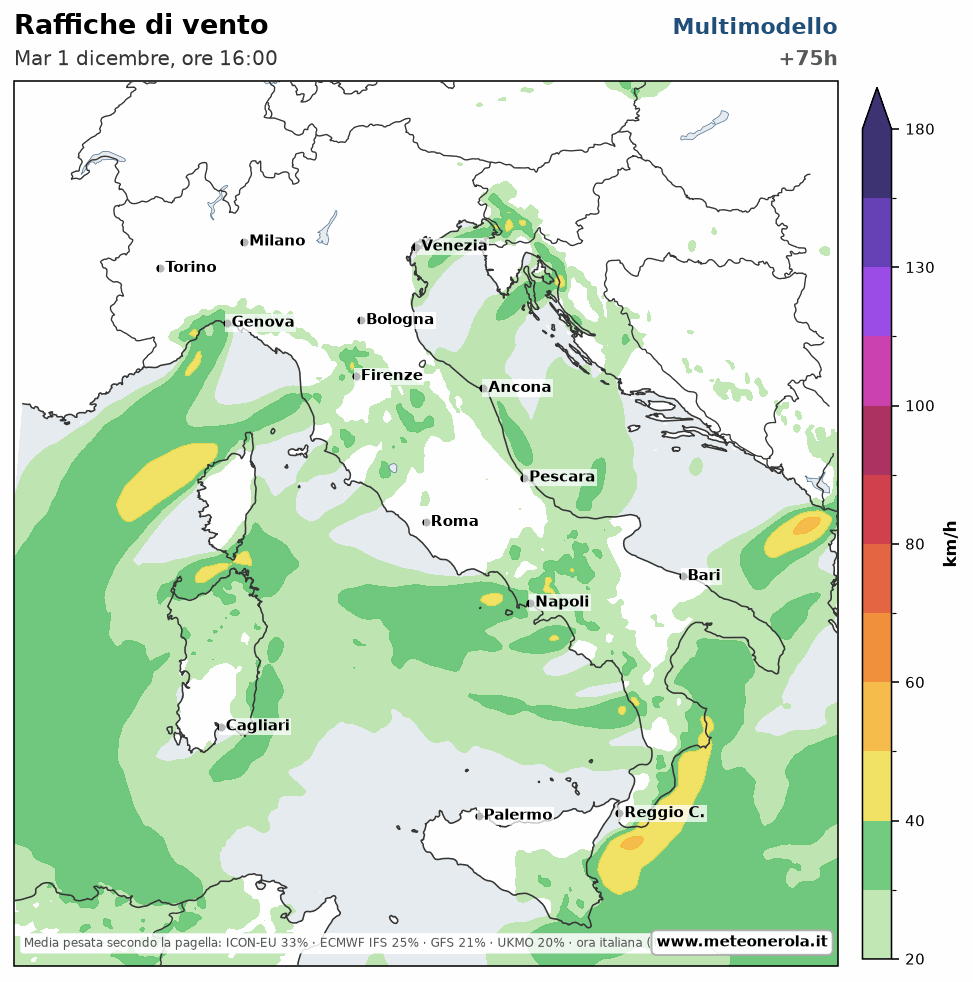 Raffiche di vento
Multimodello
Mar 1 dicembre, ore 16:00
+75h
180
130
100
80
60
40
20
km/h
Milano
Venezia
Torino
Genova
Bologna
Firenze
Ancona
Pescara
Roma
Bari
Napoli
Cagliari
Palermo
Reggio C.
Media pesata secondo la pagella: ICON-EU 33% · ECMWF IFS 25% · GFS 21% · UKMO 20% · ora italiana (
www.meteonerola.it